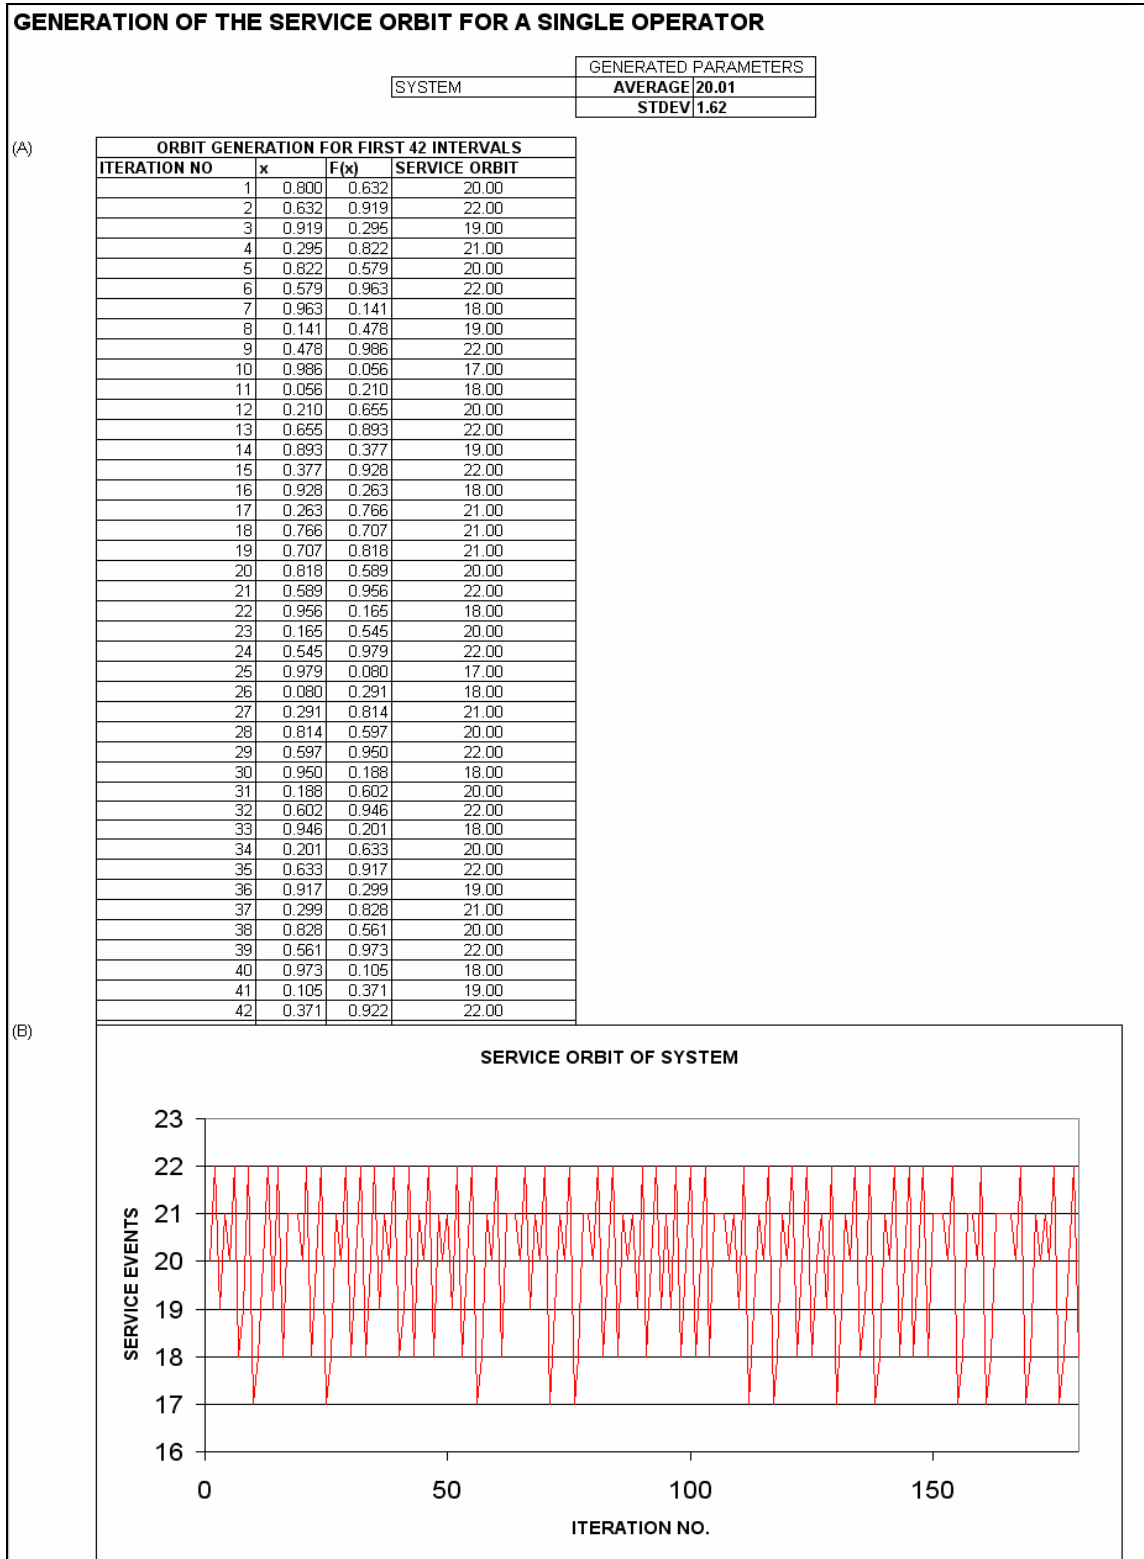 GENERATION OF THE SERVICE ORBIT FOR A SINGLE OPERATOR
GENERATED PARAMETERS
SYSTEM AVERAGE 20.01
STDEV 1.62
(A)
ORBIT GENERATION FOR FIRST 42 INTERVALS
ITERATION NO x F(x) SERVICE ORBIT
1 0.800 0.632 20.00
2 0.632 0.919 22.00
3 0.919 0.295 19.00
4 0.295 0.822 21.00
5 0.822 0.579 20.00
6 0.579 0.963 22.00
7 0.963 0.141 18.00
8 0.141 0.478 19.00
9 0.478 0.986 22.00
10 0.986 0.056 17.00
11 0.056 0.210 18.00
12 0.210 0.655 20.00
13 0.655 0.893 22.00
14 0.893 0.377 19.00
15 0.377 0.928 22.00
16 0.928 0.263 18.00
17 0.263 0.766 21.00
18 0.766 0.707 21.00
19 0.707 0.818 21.00
20 0.818 0.589 20.00
21 0.589 0.956 22.00
22 0.956 0.165 18.00
23 0.165 0.545 20.00
24 0.545 0.979 22.00
25 0.979 0.080 17.00
26 0.080 0.291 18.00
27 0.291 0.814 21.00
28 0.814 0.597 20.00
29 0.597 0.950 22.00
30 0.950 0.188 18.00
31 0.188 0.602 20.00
32 0.602 0.946 22.00
33 0.946 0.201 18.00
34 0.201 0.633 20.00
35 0.633 0.917 22.00
36 0.917 0.299 19.00
37 0.299 0.828 21.00
38 0.828 0.561 20.00
39 0.561 0.973 22.00
40 0.973 0.105 18.00
41 0.105 0.371 19.00
42 0.371 0.922 22.00
(B)
SERVICE ORBIT OF SYSTEM
SERVICE EVENTS
23
22
21
20
19
18
17
16
0 50 100 150
ITERATION NO.